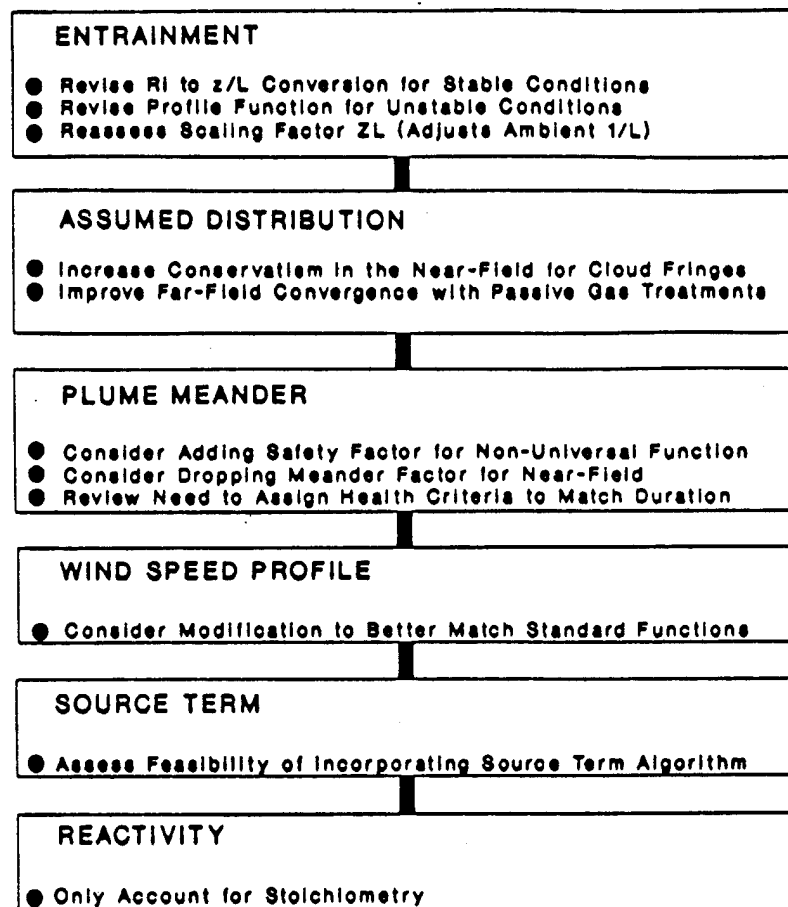 ENTRAINMENT
● Revise Ri to z/L Conversion for Stable Conditions
● Revise Profile Function for Unstable Conditions
● Reassess Scaling Factor ZL (Adjusts Ambient 1/L)
ASSUMED DISTRIBUTION
● Increase Conservatism in the Near-Field for Cloud Fringes
● Improve Far-Field Convergence with Passive Gas Treatments
PLUME MEANDER
● Consider Adding Safety Factor for Non-Universal Function
● Consider Dropping Meander Factor for Near-Field
● Review Need to Assign Health Criteria to Match Duration
WIND SPEED PROFILE
● Consider Modification to Better Match Standard Functions
SOURCE TERM
● Assess Feasibility of Incorporating Source Term Algorithm
REACTIVITY
● Only Account for Stoichiometry